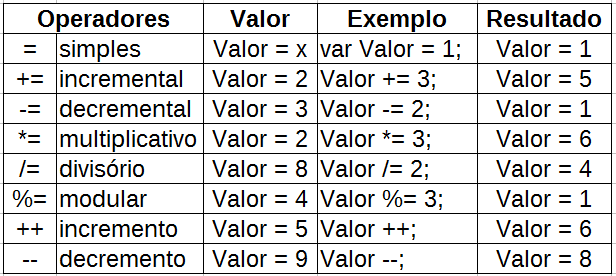 Operadores Valor Exemplo Resultado
= simples Valor = x var Valor = 1; Valor = 1
+= incremental Valor = 2 Valor += 3; Valor = 5
-= decremental Valor = 3 Valor -= 2; Valor = 1
*= multiplicativo Valor = 2 Valor *= 3; Valor = 6
/= divisório Valor = 8 Valor /= 2; Valor = 4
%= modular Valor = 4 Valor %= 3; Valor = 1
++ incremento Valor = 5 Valor ++; Valor = 6
-- decremento Valor = 9 Valor --; Valor = 8